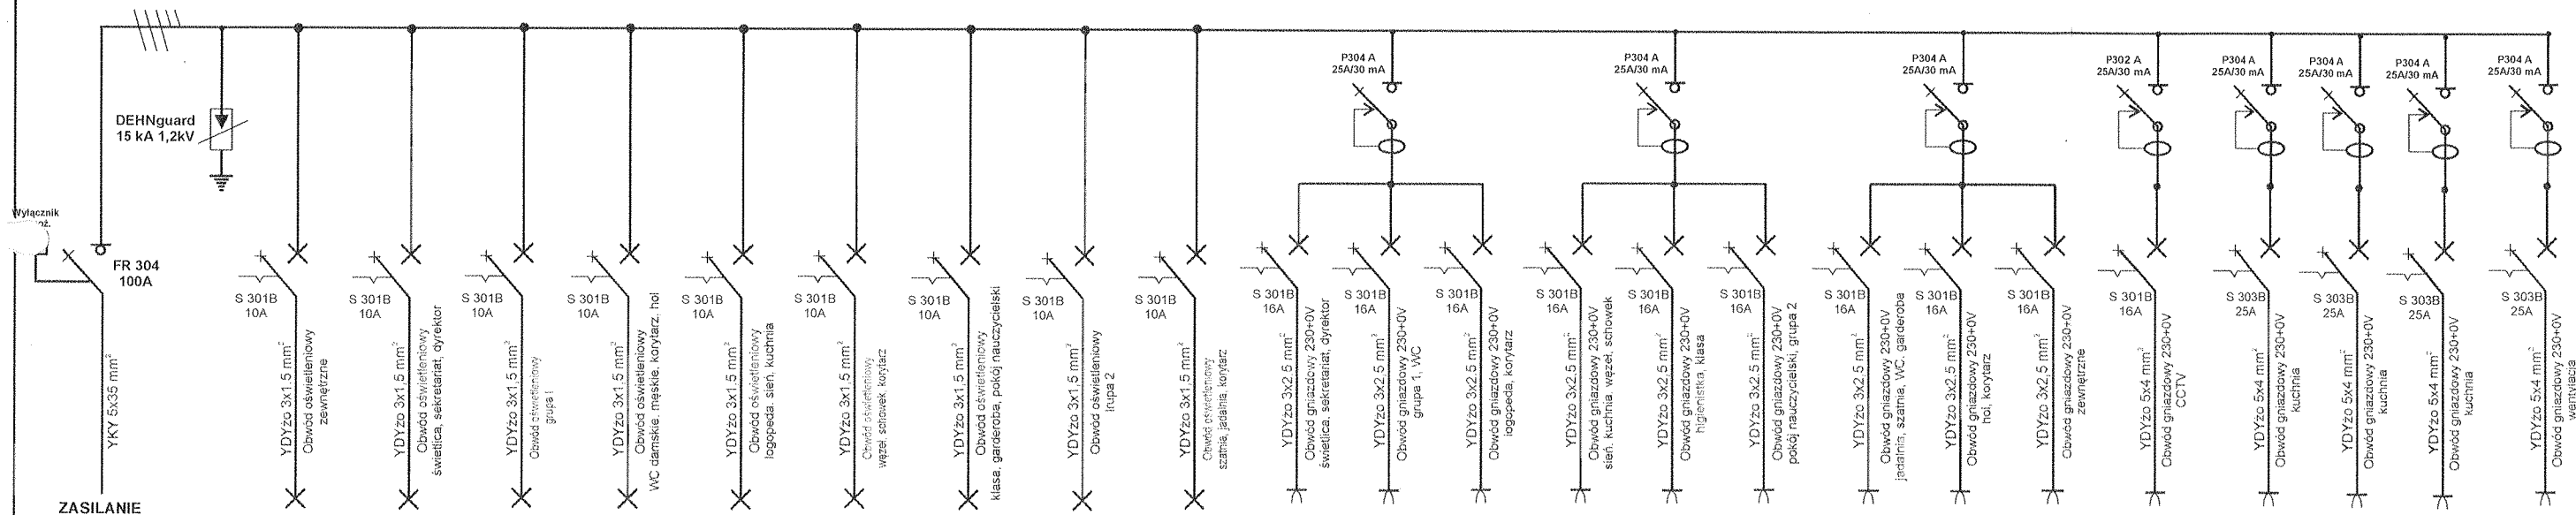 Wyłącznik
oż.
FR 304
100A
YKY 5x35 mm²
ZASILANIE
DEHNguard
15 kA 1,2kV
S 301B
10A
YDYżo 3x1,5 mm²
Obwód oświetleniowy
zewnętrzne
S 301B
10A
YDYżo 3x1,5 mm²
Obwód oświetleniowy
świetlica, sekretariat, dyrektor
S 301B
10A
YDYżo 3x1,5 mm²
Obwód oświetleniowy
grupa I
S 301B
10A
YDYżo 3x1,5 mm²
Obwód oświetleniowy
WC damskie, męskie, korytarz, hol
S 301B
10A
YDYżo 3x1,5 mm²
Obwód oświetleniowy
logopeda, sień, kuchnia
S 301B
10A
YDYżo 3x1,5 mm²
Obwód oświetleniowy
węzeł, schowek, korytarz
S 301B
10A
YDYżo 3x1,5 mm²
Obwód oświetleniowy
klasa, garderoba, pokój nauczycielski
S 301B
10A
YDYżo 3x1,5 mm²
Obwód oświetleniowy
irupa 2
S 301B
10A
YDYżo 3x1,5 mm²
Obwód oświetleniowy
szatnia, jadalnia, korytarz
P304 A
25A/30 mA
S 301B
16A
YDYżo 3x2,5 mm²
Obwód gniazdowy 230+0V
świetlica, sekretariat, dyrektor
S 301B
16A
YDYżo 3x2,5 mm²
Obwód gniazdowy 230+0V
grupa 1, WC
S 301B
16A
YDYżo 3x2,5 mm²
Obwód gniazdowy 230+0V
logopeda, korytarz
P304 A
25A/30 mA
S 301B
16A
YDYżo 3x2,5 mm²
Obwód gniazdowy 230+0V
sień, kuchnia, węzeł, schowek
S 301B
16A
YDYżo 3x2,5 mm²
Obwód gniazdowy 230+0V
higienistka, klasa
S 301B
16A
YDYżo 3x2,5 mm²
Obwód gniazdowy 230+0V
pokój nauczycielski, grupa 2
P304 A
25A/30 mA
S 301B
16A
YDYżo 3x2,5 mm²
Obwód gniazdowy 230+0V
jadalnia, szatnia, WC, garderoba
S 301B
16A
YDYżo 3x2,5 mm²
Obwód gniazdowy 230+0V
hol, korytarz
S 301B
16A
YDYżo 3x2,5 mm²
Obwód gniazdowy 230+0V
zewnętrzne
P302 A
25A/30 mA
S 301B
16A
YDYżo 5x4 mm²
Obwód gniazdowy 230+0V
CCTV
P304 A
25A/30 mA
S 303B
25A
YDYżo 5x4 mm²
Obwód gniazdowy 230+0V
kuchnia
P304 A
25A/30 mA
S 303B
25A
YDYżo 5x4 mm²
Obwód gniazdowy 230+0V
kuchnia
P304 A
25A/30 mA
S 303B
25A
YDYżo 5x4 mm²
Obwód gniazdowy 230+0V
kuchnia
P304 A
25A/30 mA
S 303B
25A
YDYżo 5x4 mm²
Obwód gniazdowy 230+0V
wentylacja